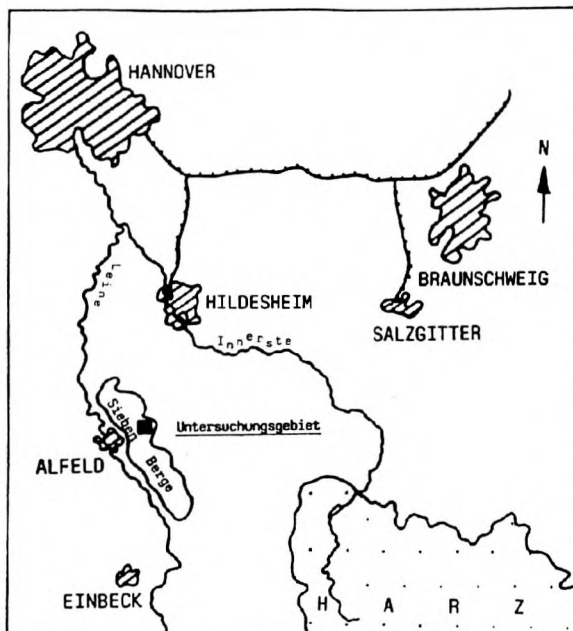 HANNOVER
N
BRAUNSCHWEIG
Leine
HILDESHEIM
SALZGITTER
Innerste
Sieben
Berge
Untersuchungsgebiet
ALFELD
EINBECK
H A R Z